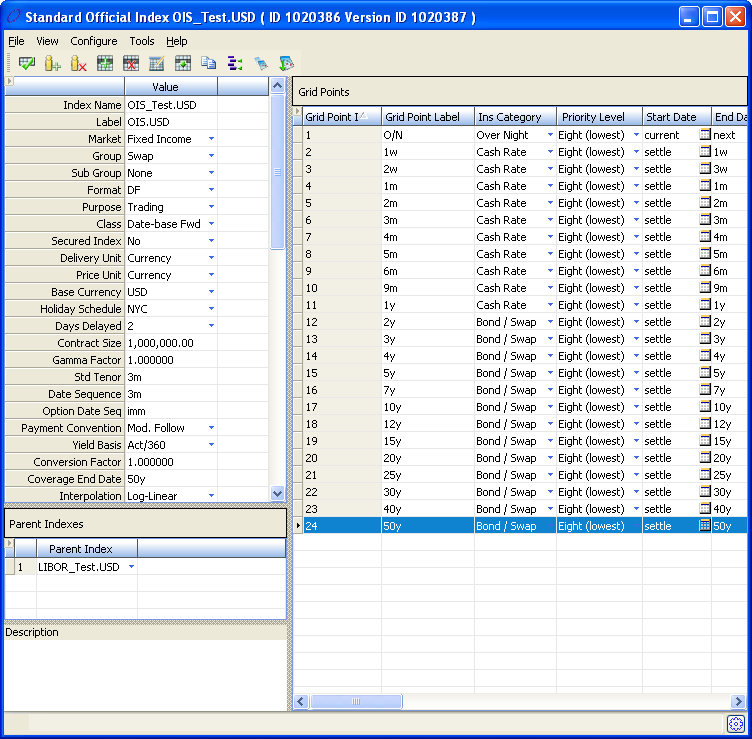 Standard Official Index OIS_Test.USD ( ID 1020386 Version ID 1020387 )
File View Configure Tools Help
Value
Index Name OIS_Test.USD
Label OIS.USD
Market Fixed Income
Group Swap
Sub Group None
Format DF
Purpose Trading
Class Date-base Fwd
Secured Index No
Delivery Unit Currency
Price Unit Currency
Base Currency USD
Holiday Schedule NYC
Days Delayed 2
Contract Size 1,000,000.00
Gamma Factor 1.000000
Std Tenor 3m
Date Sequence 3m
Option Date Seq imm
Payment Convention Mod. Follow
Yield Basis Act/360
Conversion Factor 1.000000
Coverage End Date 50y
Interpolation Log-Linear
Parent Indexes
Parent Index
1 LIBOR_Test.USD
Description
Grid Points
Grid Point I Grid Point Label Ins Category Priority Level Start Date End Da
1 O/N Over Night Eight (lowest) current next
2 1w Cash Rate Eight (lowest) settle 1w
3 2w Cash Rate Eight (lowest) settle 3w
4 1m Cash Rate Eight (lowest) settle 1m
5 2m Cash Rate Eight (lowest) settle 2m
6 3m Cash Rate Eight (lowest) settle 3m
7 4m Cash Rate Eight (lowest) settle 4m
8 5m Cash Rate Eight (lowest) settle 5m
9 6m Cash Rate Eight (lowest) settle 6m
10 9m Cash Rate Eight (lowest) settle 9m
11 1y Cash Rate Eight (lowest) settle 1y
12 2y Bond / Swap Eight (lowest) settle 2y
13 3y Bond / Swap Eight (lowest) settle 3y
14 4y Bond / Swap Eight (lowest) settle 4y
15 5y Bond / Swap Eight (lowest) settle 5y
16 7y Bond / Swap Eight (lowest) settle 7y
17 10y Bond / Swap Eight (lowest) settle 10y
18 12y Bond / Swap Eight (lowest) settle 12y
19 15y Bond / Swap Eight (lowest) settle 15y
20 20y Bond / Swap Eight (lowest) settle 20y
21 25y Bond / Swap Eight (lowest) settle 25y
22 30y Bond / Swap Eight (lowest) settle 30y
23 40y Bond / Swap Eight (lowest) settle 40y
24 50y Bond / Swap Eight (lowest) settle 50y